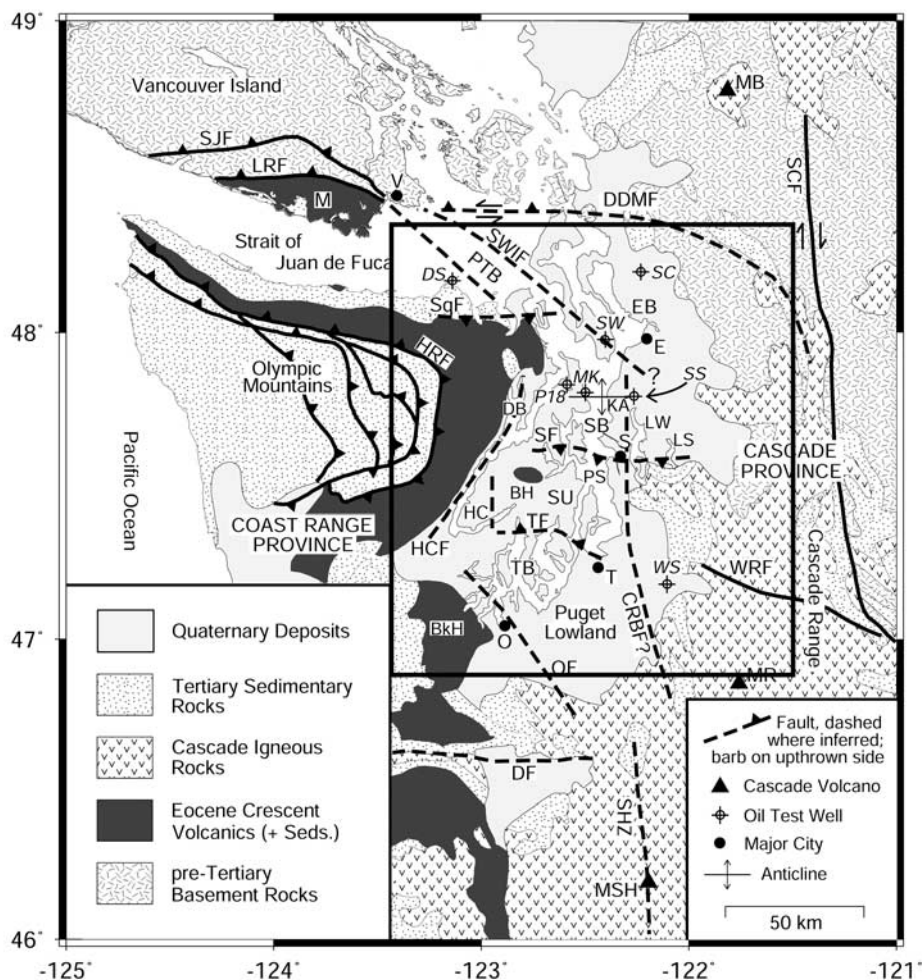 49°
48°
47°
46°
-125°
-124°
-123°
-122°
-121°
Vancouver Island
MB
SJF
LRF
V
M
DDMF
SCF
Strait of
Juan de Fuca
SWIF
PTB
DS
SC
SqF
EB
SW
E
HRF
Olympic
Mountains
?
MK
SS
P18
KA
DB
SB
LW
SF
S
LS
Pacific Ocean
CASCADE
PROVINCE
PS
BH
SU
HC
TF
COAST RANGE
PROVINCE
HCF
TB
T
WS
WRF
Cascade Range
Puget
Lowland
CRBF?
BkH
O
OF
MR
DF
SHZ
MSH
Quaternary Deposits
Tertiary Sedimentary
Rocks
Cascade Igneous
Rocks
Eocene Crescent
Volcanics (+ Seds.)
pre-Tertiary
Basement Rocks
Fault, dashed
where inferred;
barb on upthrown side
Cascade Volcano
Oil Test Well
Major City
Anticline
50 km